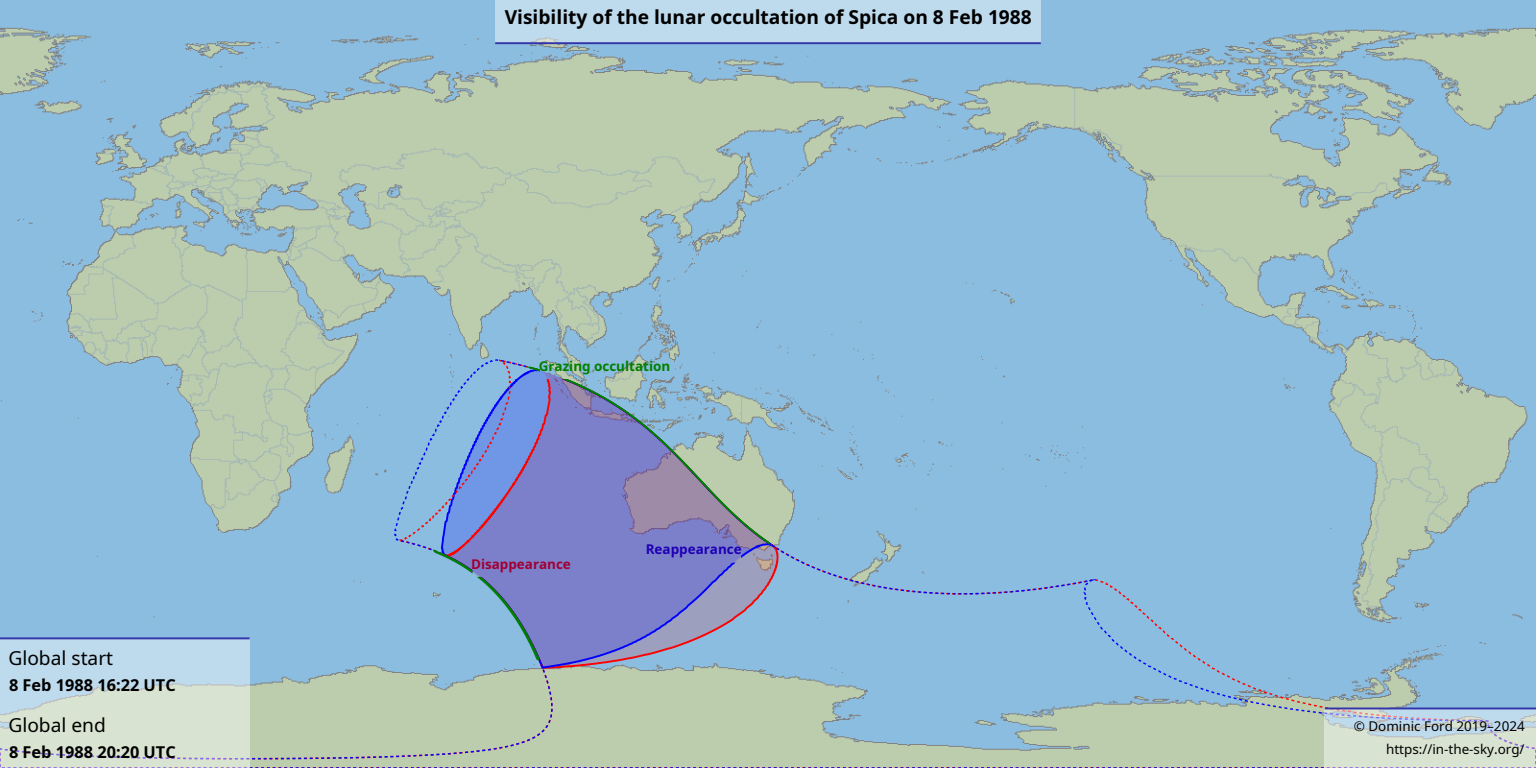 Visibility of the lunar occultation of Spica on 8 Feb 1988
Grazing occultation
Reappearance
Disappearance
Global start
8 Feb 1988 16:22 UTC
Global end
8 Feb 1988 20:20 UTC
© Dominic Ford 2019–2024
https://in-the-sky.org/